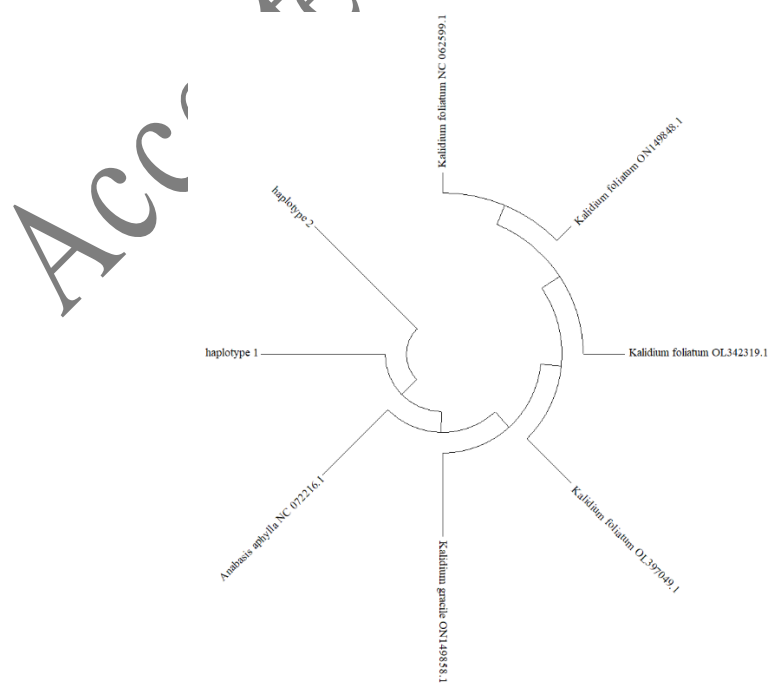 Acc
Kalidium foliatum NC 062599.1
Kalidium foliatum ON149848.1
Kalidium foliatum OL342319.1
Kalidium foliatum OL397049.1
Kalidium gracile ON149858.1
Anabasis aphylla NC 072216.1
haplotype 1
haplotype 2